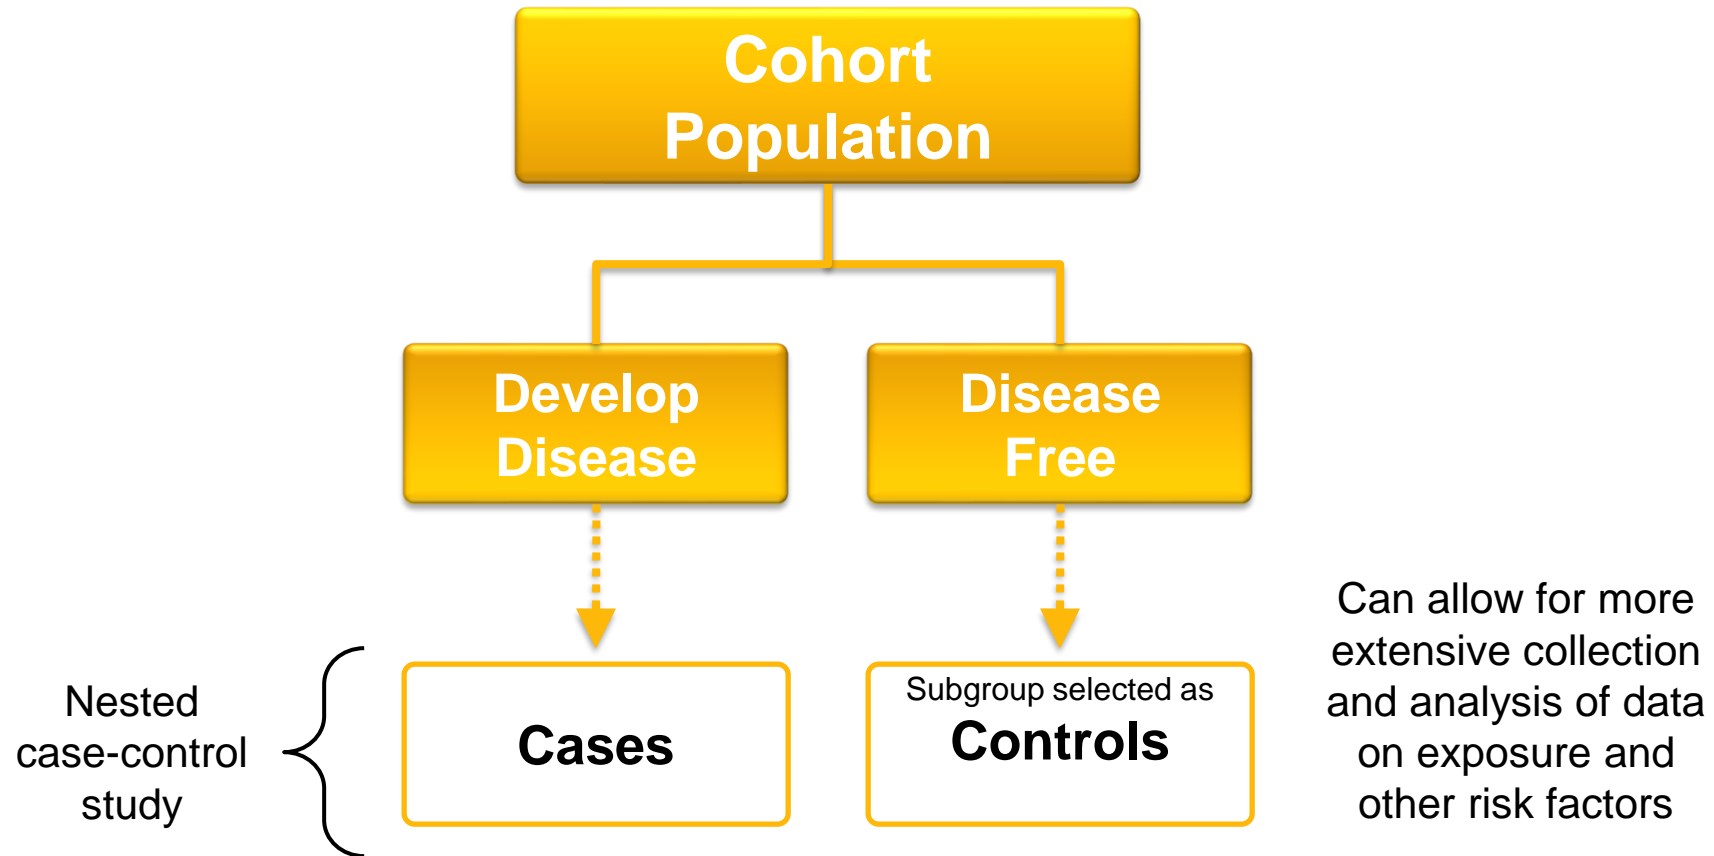 Cohort
Population
Develop
Disease
Disease
Free
Nested
case-control
study
Cases
Subgroup selected as
Controls
Can allow for more
extensive collection
and analysis of data
on exposure and
other risk factors